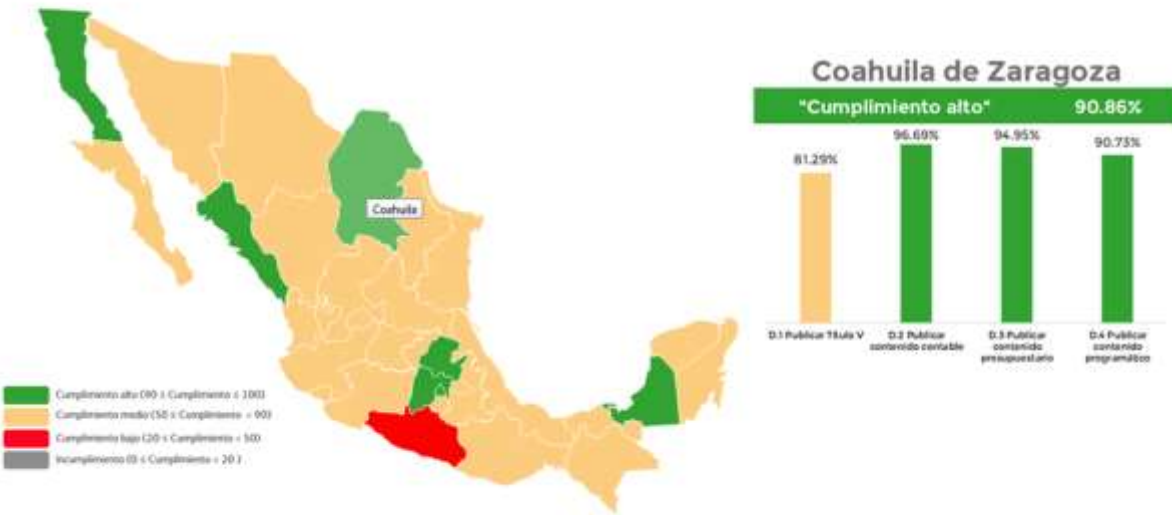 Coahuila de Zaragoza
"Cumplimiento alto" 90.86%
81.29%
96.69%
94.95%
90.73%
D.1 Publicar Título V
D.2 Publicar
contenido contable
D.3 Publicar
contenido
presupuestario
D.4 Publicar
contenido
programático
Coahuila
Cumplimiento alto (90 ≤ Cumplimiento ≤ 100)
Cumplimiento medio (50 ≤ Cumplimiento < 90)
Cumplimiento bajo (20 ≤ Cumplimiento < 50)
Incumplimiento (0 ≤ Cumplimiento < 20 )